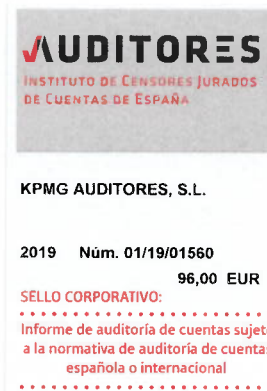 AUDITORES
INSTITUTO DE CENSORES JURADOS
DE CUENTAS DE ESPAÑA
KPMG AUDITORES, S.L.
2019 Núm. 01/19/01560
96,00 EUR
SELLO CORPORATIVO:
Informe de auditoría de cuentas sujet
a la normativa de auditoría de cuenta
española o internacional